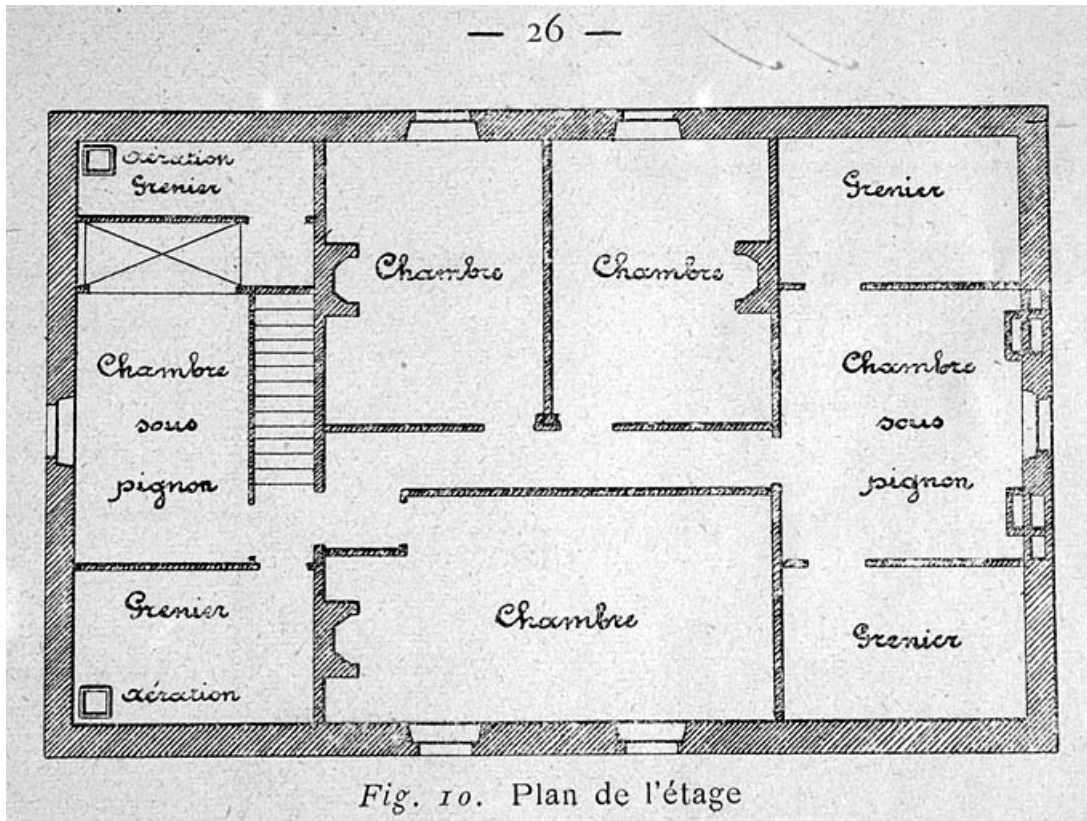 — 26 —
aération
Grenier
Chambre
Chambre
Grenier
Chambre
sous
pignon
Chambre
sous
pignon
Grenier
aération
Chambre
Grenier
Fig. 10. Plan de l'étage